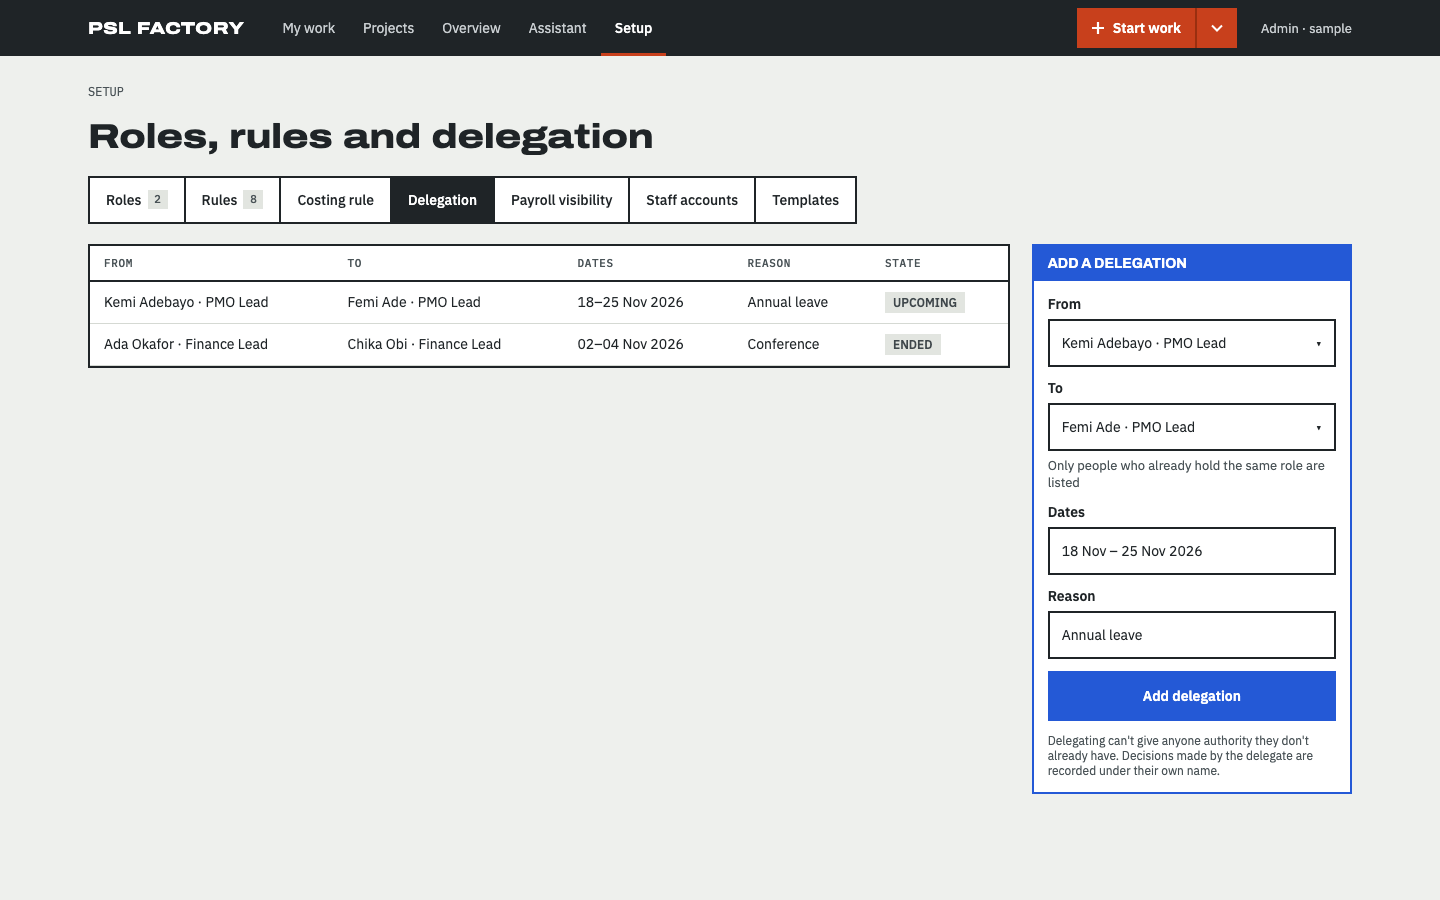 PSL FACTORY
My work
Projects
Overview
Assistant
Setup
Start work
Admin · sample
SETUP
Roles, rules and delegation
Roles 2
Rules 8
Costing rule
Delegation
Payroll visibility
Staff accounts
Templates
FROM TO DATES REASON STATE
Kemi Adebayo · PMO Lead Femi Ade · PMO Lead 18–25 Nov 2026 Annual leave UPCOMING
Ada Okafor · Finance Lead Chika Obi · Finance Lead 02–04 Nov 2026 Conference ENDED
ADD A DELEGATION
From
Kemi Adebayo · PMO Lead
To
Femi Ade · PMO Lead
Only people who already hold the same role are
listed
Dates
18 Nov – 25 Nov 2026
Reason
Annual leave
Add delegation
Delegating can't give anyone authority they don't
already have. Decisions made by the delegate are
recorded under their own name.